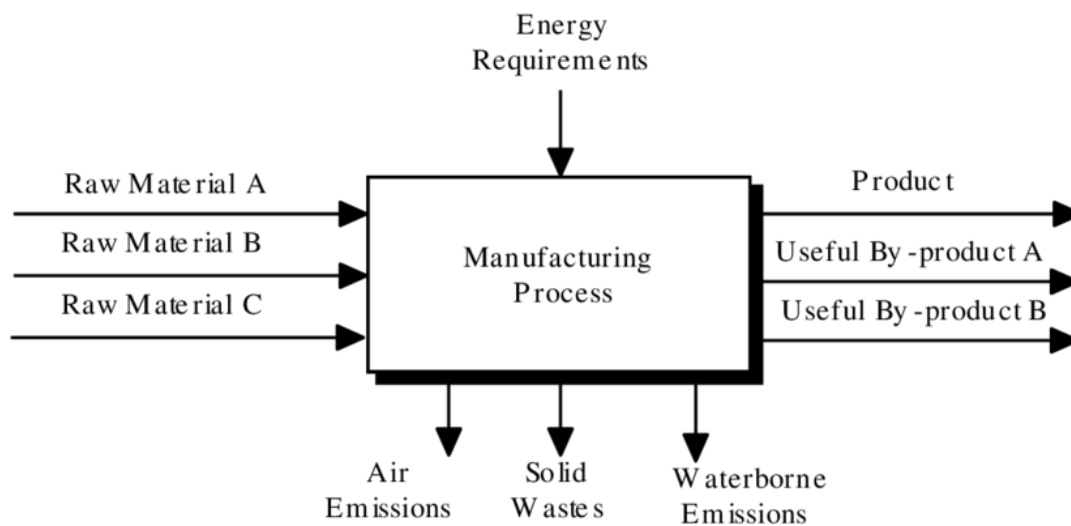 Energy
Requirements
Raw Material A
Raw Material B
Raw Material C
Manufacturing
Process
Product
Useful By-product A
Useful By-product B
Air
Emissions
Solid
Wastes
Waterborne
Emissions